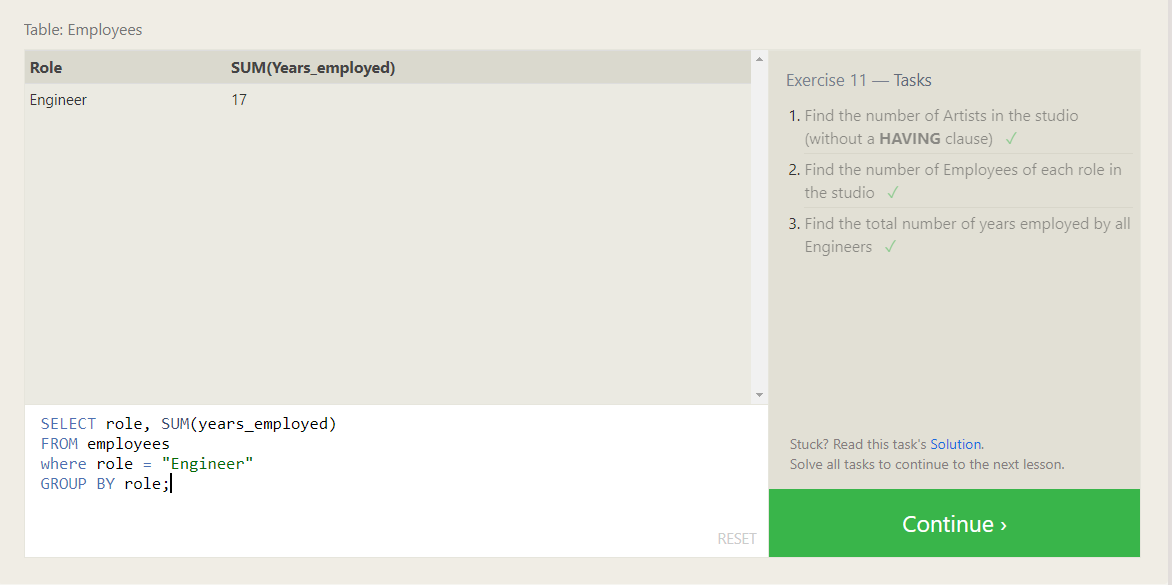 Table: Employees
Role SUM(Years_employed)
Engineer 17
SELECT role, SUM(years_employed)
FROM employees
where role = "Engineer"
GROUP BY role;
RESET
Exercise 11 — Tasks
1. Find the number of Artists in the studio
(without a HAVING clause) ✓
2. Find the number of Employees of each role in
the studio ✓
3. Find the total number of years employed by all
Engineers ✓
Stuck? Read this task's Solution.
Solve all tasks to continue to the next lesson.
Continue ›